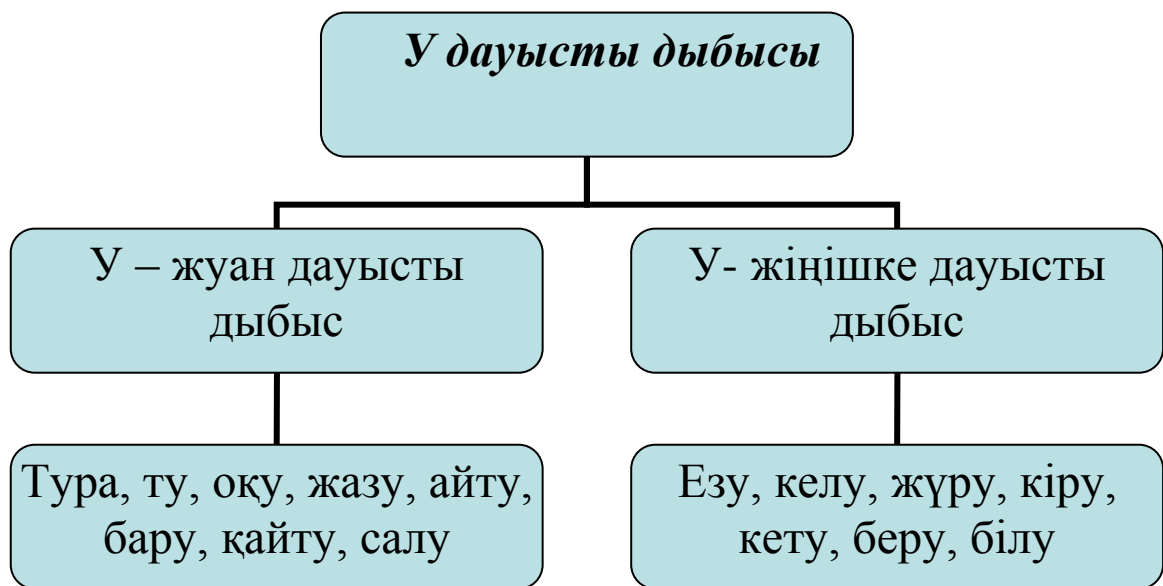 У дауысты дыбысы
У – жуан дауысты
дыбыс
У- жіңішке дауысты
дыбыс
Тура, ту, оқу, жазу, айту,
бару, қайту, салу
Езу, келу, жүру, кіру,
кету, беру, білу